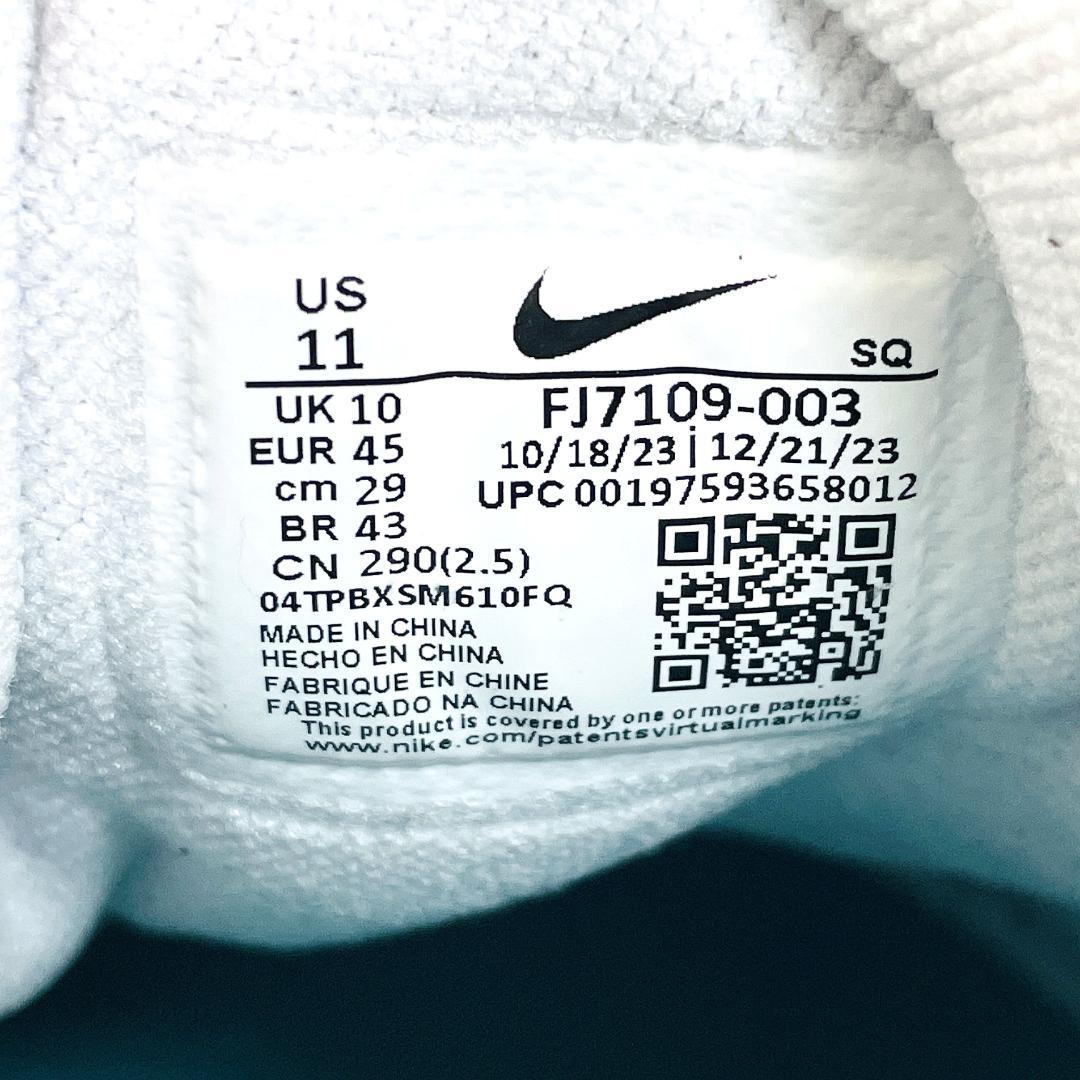 US
11
SQ
UK 10
EUR 45
cm 29
BR 43
CN 290(2.5)
FJ7109-003
10/18/23 | 12/21/23
UPC 00197593658012
04TPBXSM610FQ
MADE IN CHINA
HECHO EN CHINA
FABRIQUE EN CHINE
FABRICADO NA CHINA
This product is covered by one or more patents:
www.nike.com/patentsvirtualmarking